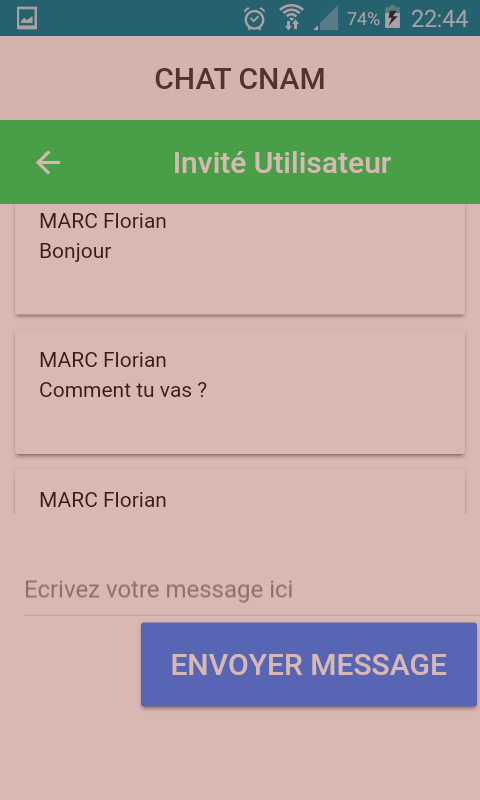 74% 22:44
CHAT CNAM
Invité Utilisateur
MARC Florian
Bonjour
MARC Florian
Comment tu vas ?
MARC Florian
Ecrivez votre message ici
ENVOYER MESSAGE